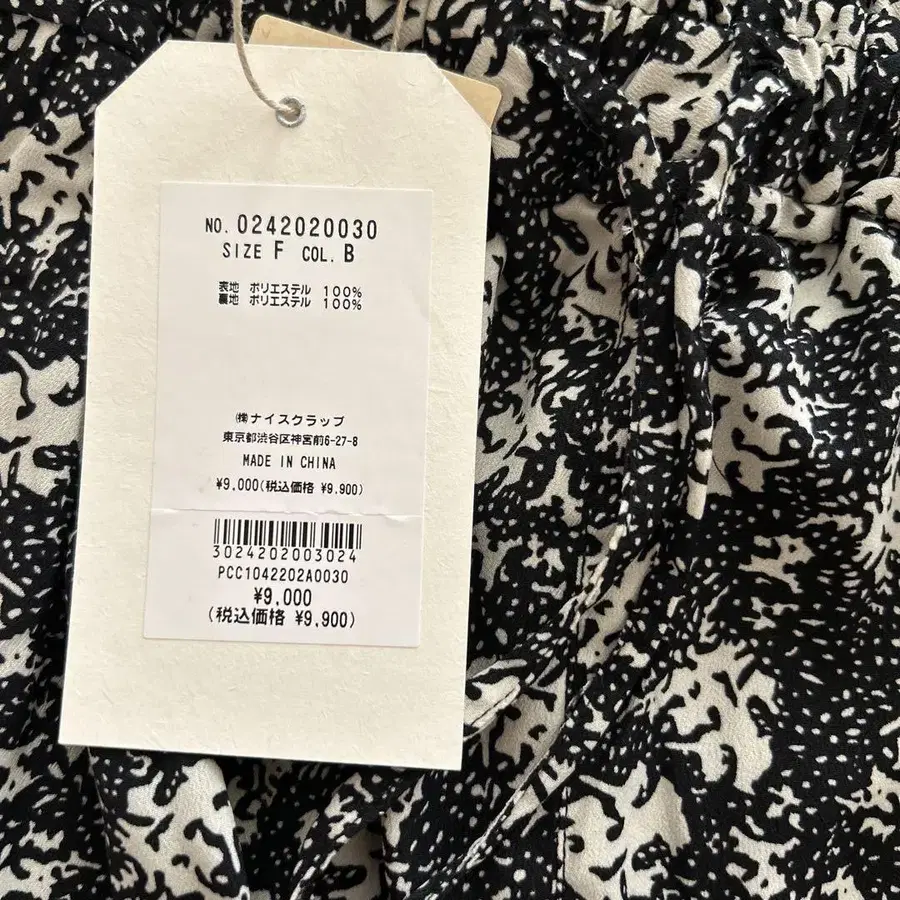 NO. 0242020030
SIZE F COL. B
表地 ポリエステル 100%
裏地 ポリエステル 100%
㈱ナイスクラップ
東京都渋谷区神宮前6-27-8
MADE IN CHINA
¥9,000(税込価格 ¥9,900)
3024202003024
PCC1042202A0030
¥9,000
(税込価格 ¥9,900)